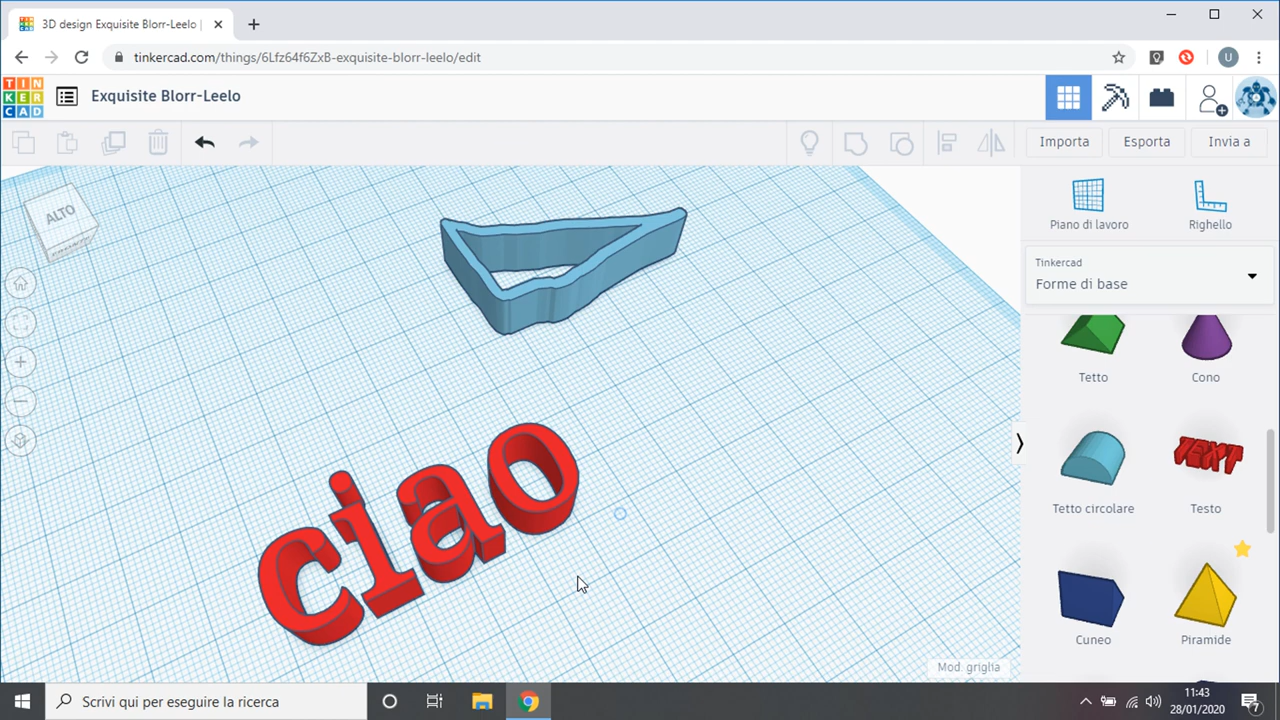 3D design Exquisite Blorr-Leelo |
tinkercad.com/things/6Lfz64f6ZxB-exquisite-blorr-leelo/edit
TIN
KER
CAD
Exquisite Blorr-Leelo
Importa
Esporta
Invia a
ALTO
Piano di lavoro
Righello
Tinkercad
Forme di base
Tetto
Cono
TEXT
Tetto circolare
Testo
Cuneo
Piramide
ciao
Mod. griglia
U
Scrivi qui per eseguire la ricerca
11:43
28/01/2020
7